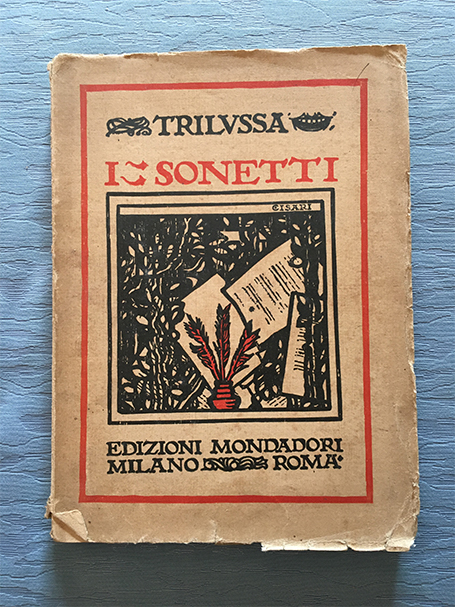 TRILVSSA
I SONETTI
CISARI
EDIZIONI MONDADORI
MILANO ROMA